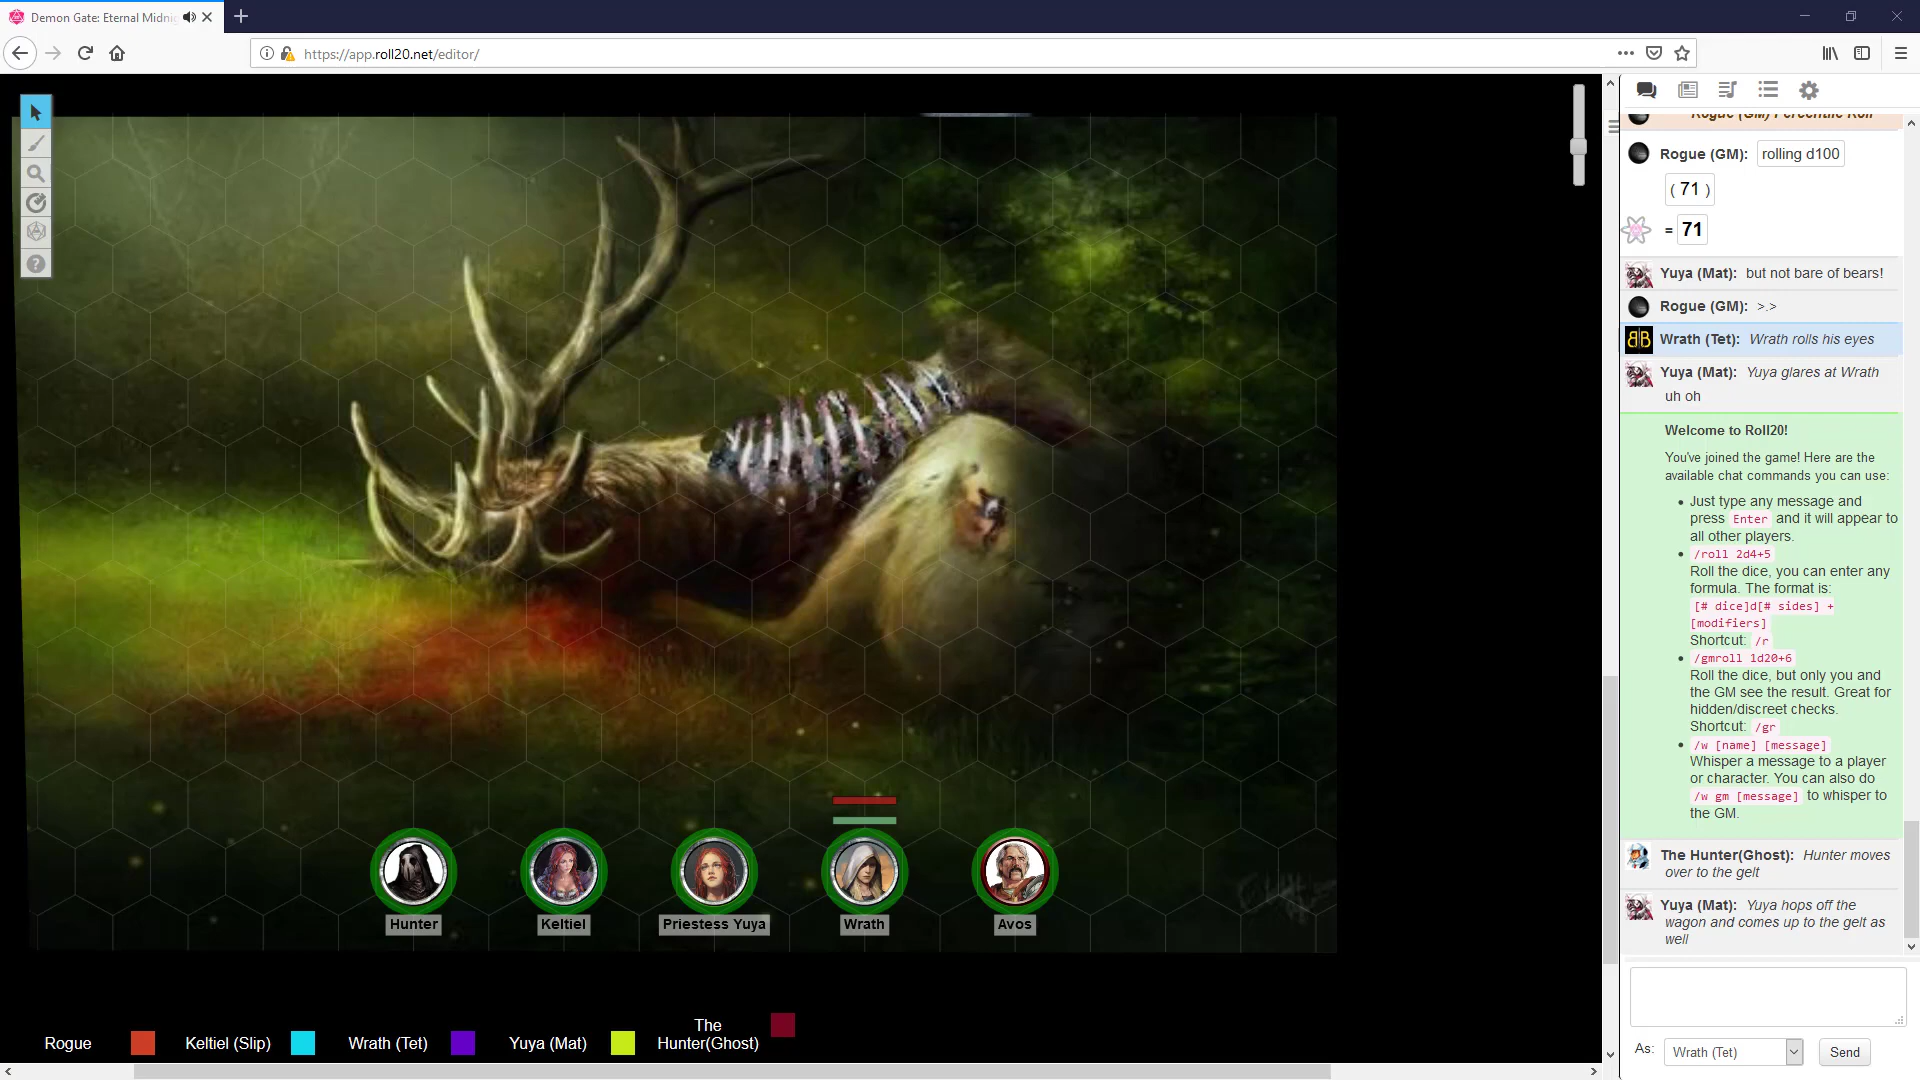 Demon Gate: Eternal Midni
https://app.roll20.net/editor/
Rogue (GM) Percentile Roll
Rogue (GM): rolling d100
( 71 )
= 71
Yuya (Mat): but not bare of bears!
Rogue (GM): >.>
BB Wrath (Tet): Wrath rolls his eyes
Yuya (Mat): Yuya glares at Wrath
uh oh
Welcome to Roll20!
You've joined the game! Here are the
available chat commands you can use:
• Just type any message and
press Enter and it will appear to
all other players.
• /roll 2d4+5
Roll the dice, you can enter any
formula. The format is:
[# dice]d[# sides] +
[modifiers]
Shortcut: /r
• /gmroll 1d20+6
Roll the dice, but only you and
the GM see the result. Great for
hidden/discreet checks.
Shortcut: /gr
• /w [name] [message]
Whisper a message to a player
or character. You can also do
/w gm [message] to whisper to
the GM.
The Hunter(Ghost): Hunter moves
over to the gelt
Yuya (Mat): Yuya hops off the
wagon and comes up to the gelt as
well
As: Wrath (Tet) Send
Hunter
Keltiel
Priestess Yuya
Wrath
Avos
Rogue
Keltiel (Slip)
Wrath (Tet)
Yuya (Mat)
The
Hunter(Ghost)